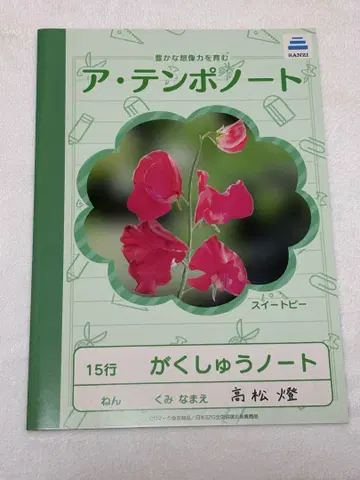 豊かな想像力を育む
SANZI
ア・テンポノート
スイートピー
15行 がくしゅうノート
ねん くみ なまえ 高松燈